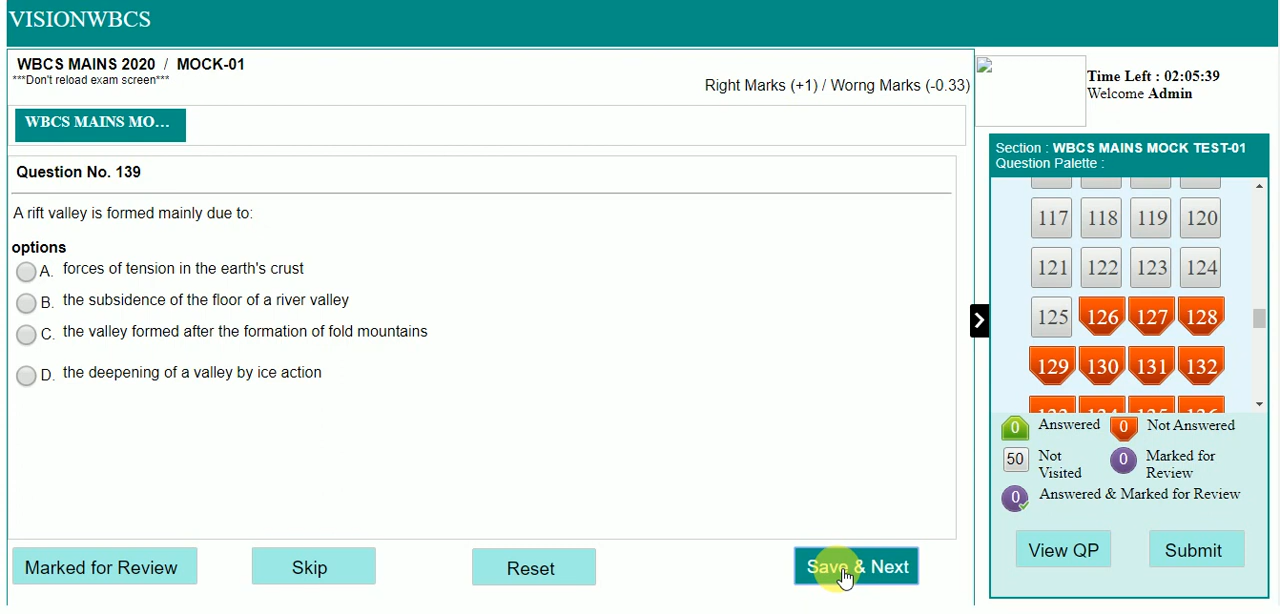 VISIONWBCS
WBCS MAINS 2020 / MOCK-01
***Don't reload exam screen***
Right Marks (+1) / Worng Marks (-0.33)
Time Left : 02:05:39
Welcome Admin
WBCS MAINS MO...
Section : WBCS MAINS MOCK TEST-01
Question Palette :
Question No. 139
A rift valley is formed mainly due to:
options
A. forces of tension in the earth's crust
B. the subsidence of the floor of a river valley
C. the valley formed after the formation of fold mountains
D. the deepening of a valley by ice action
117 118 119 120
121 122 123 124
125 126 127 128
129 130 131 132
0 Answered 0 Not Answered
50 Not Visited 0 Marked for Review
0 Answered & Marked for Review
View QP Submit
Marked for Review Skip Reset Save & Next